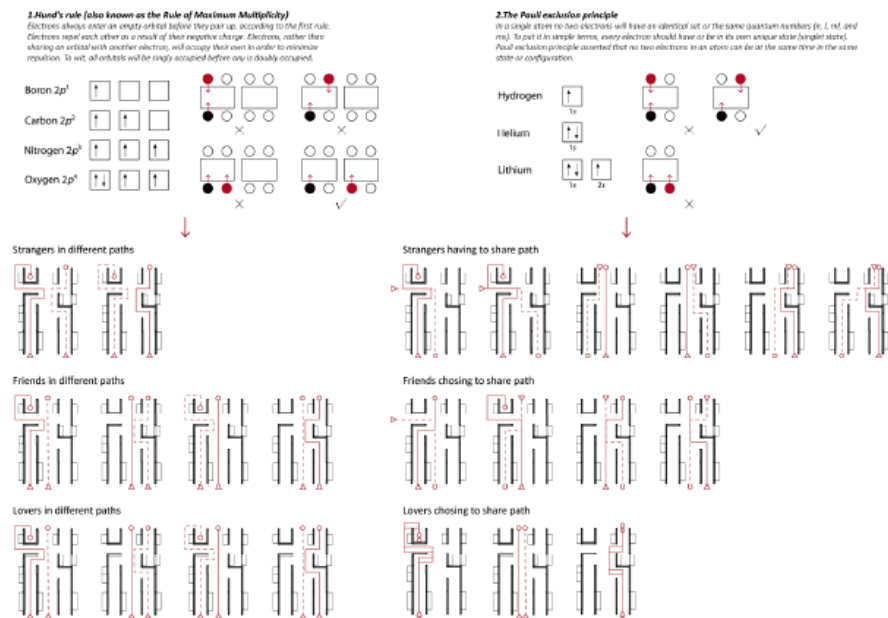 1.Hund's rule (also known as the Rule of Maximum Multiplicity)
Electrons always enter an empty orbital before they pair up, according to the first rule.
Electrons repel each other as a result of their negative charge. Electrons, rather than
sharing an orbital with another electron, will occupy their own in order to minimize
repulsion. To wit, all orbitals will be singly occupied before any is doubly occupied.
Boron 2p¹
Carbon 2p²
Nitrogen 2p³
Oxygen 2p⁴
2.The Pauli exclusion principle
In a single atom no two electrons will have an identical set or the same quantum numbers (n, l, ml, and
ms). To put it in simple terms, every electron should have or be in its own unique state (singlet state).
Pauli exclusion principle asserted that no two electrons in an atom can be at the same time in the same
state or configuration.
Hydrogen
1s
Helium
1s
Lithium
1s 2s
Strangers in different paths
Strangers having to share path
Friends in different paths
Friends chosing to share path
Lovers in different paths
Lovers chosing to share path